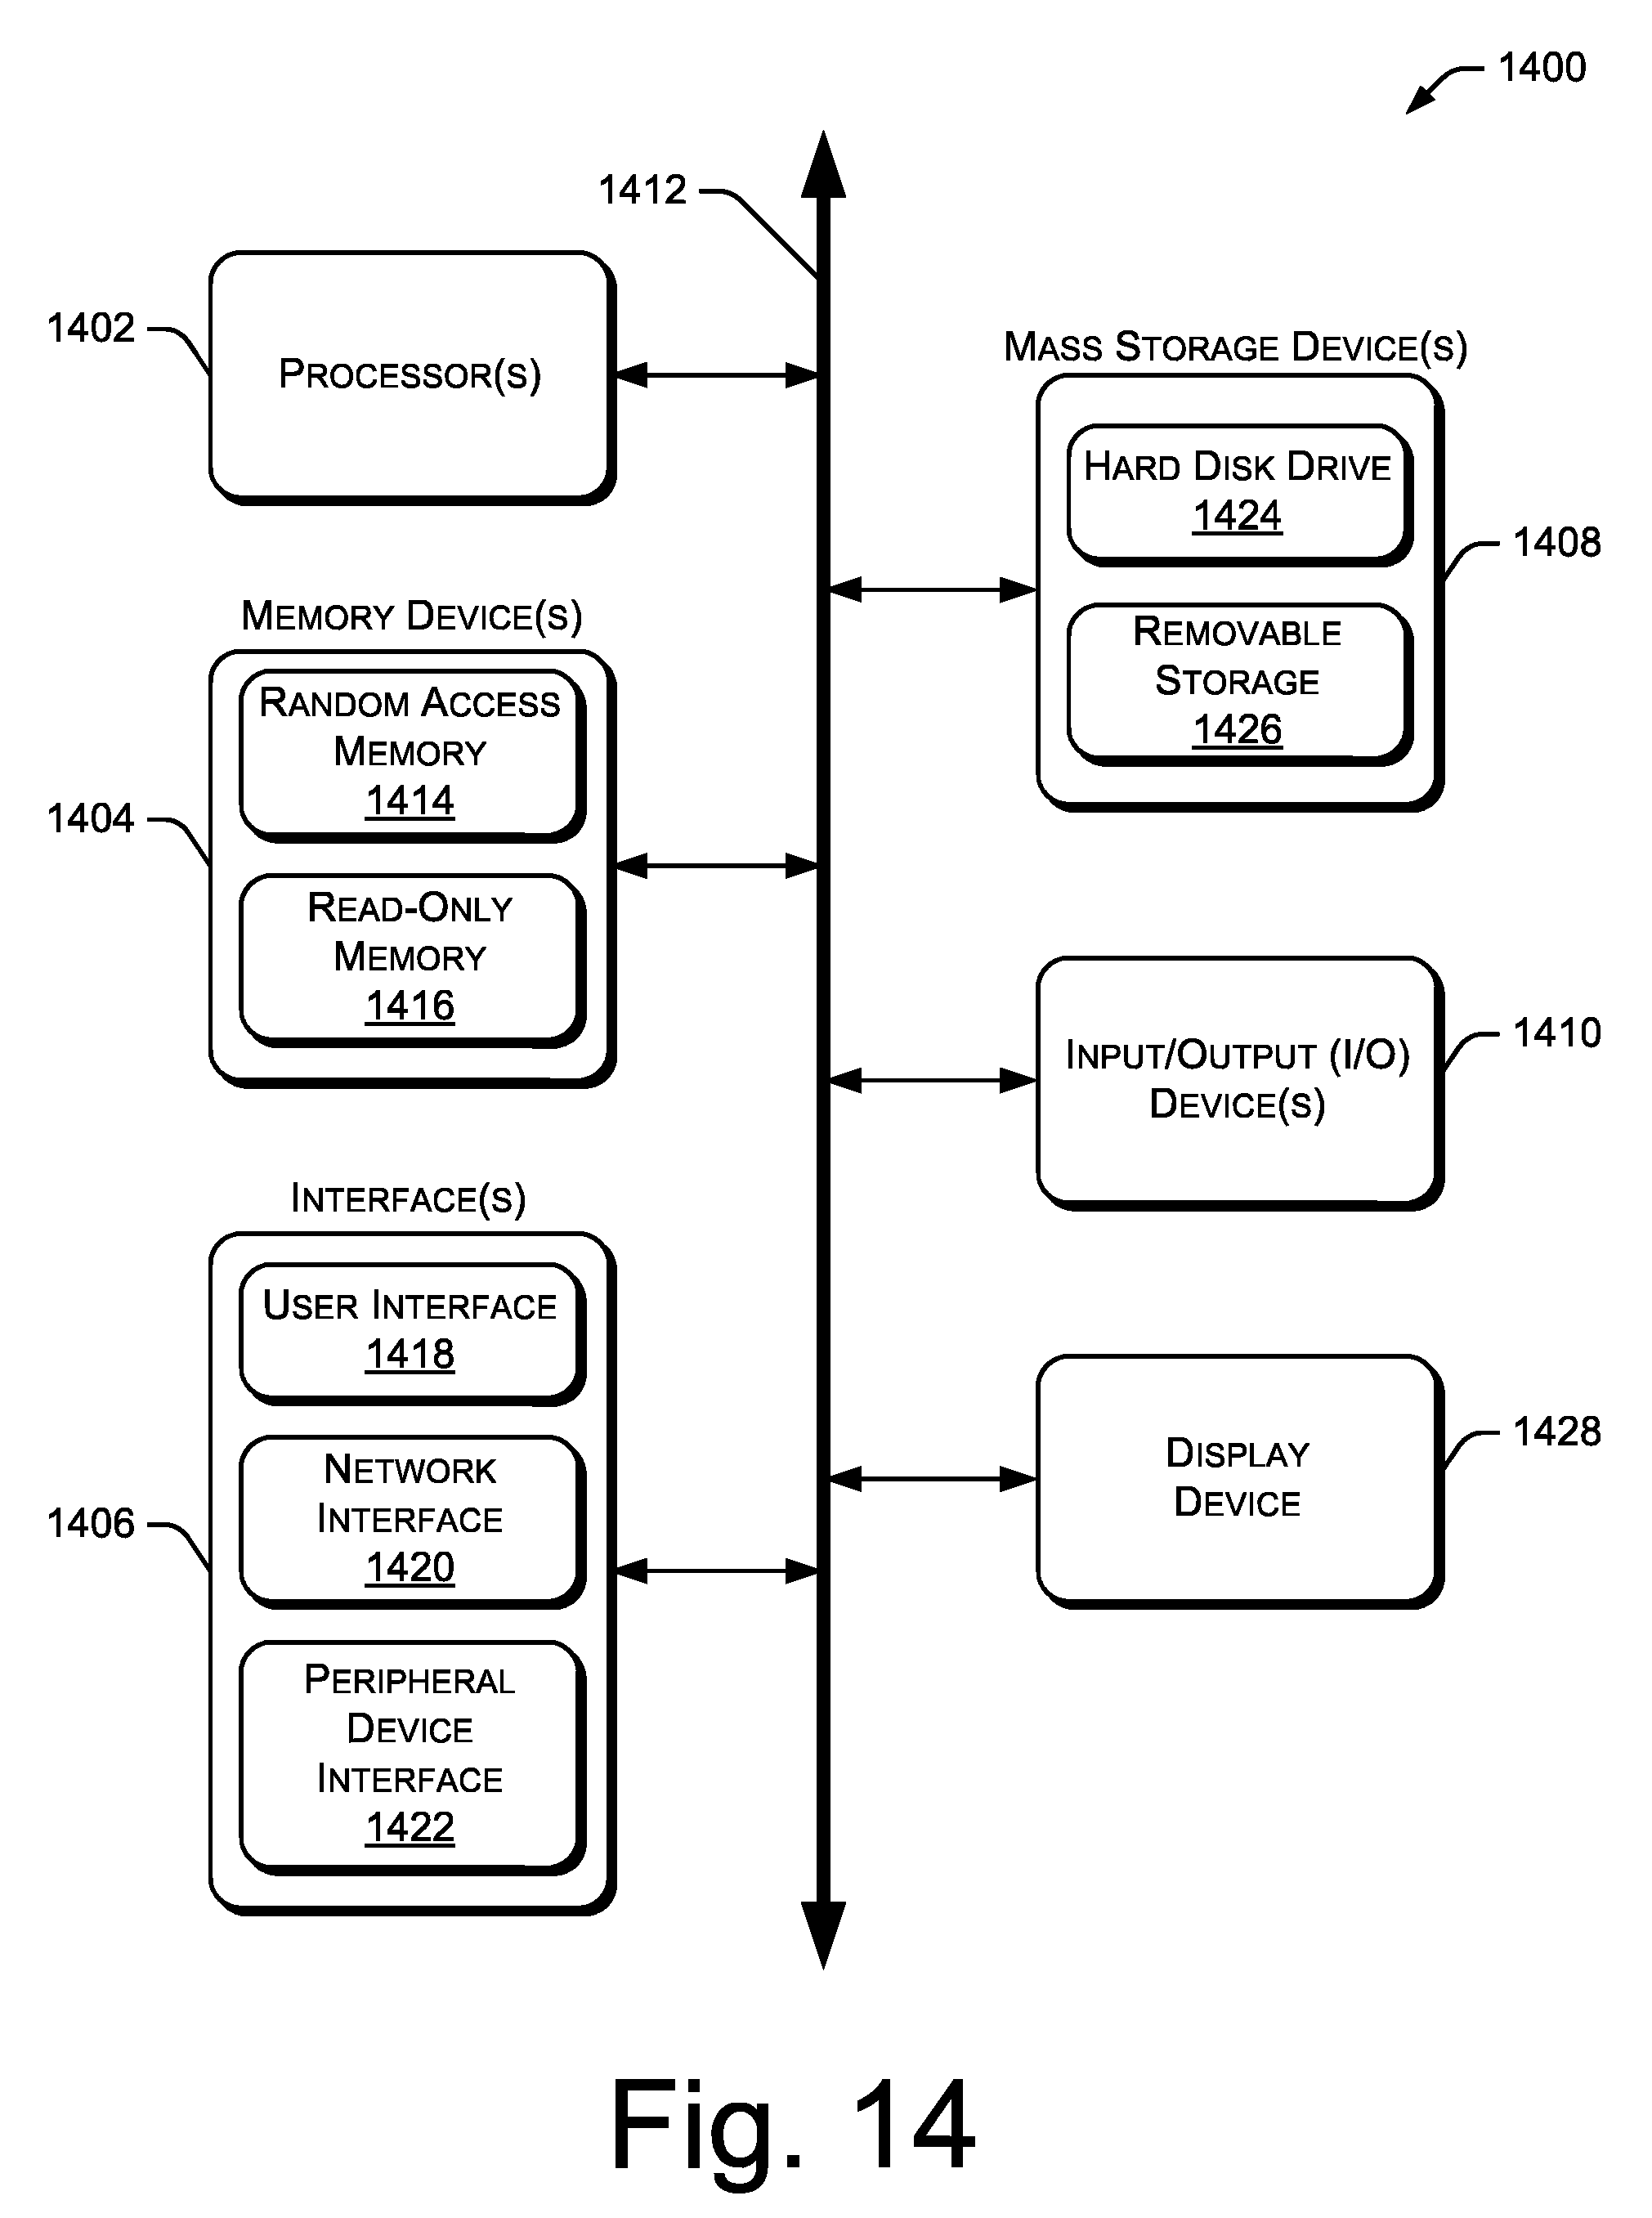 1400
1412
1402
PROCESSOR(S)
MASS STORAGE DEVICE(S)
HARD DISK DRIVE
1424
1408
REMOVABLE
STORAGE
1426
MEMORY DEVICE(S)
RANDOM ACCESS
MEMORY
1414
1404
READ-ONLY
MEMORY
1416
INPUT/OUTPUT (I/O)
DEVICE(S)
1410
INTERFACE(S)
USER INTERFACE
1418
NETWORK
INTERFACE
1420
1406
PERIPHERAL
DEVICE
INTERFACE
1422
DISPLAY
DEVICE
1428
Fig. 14